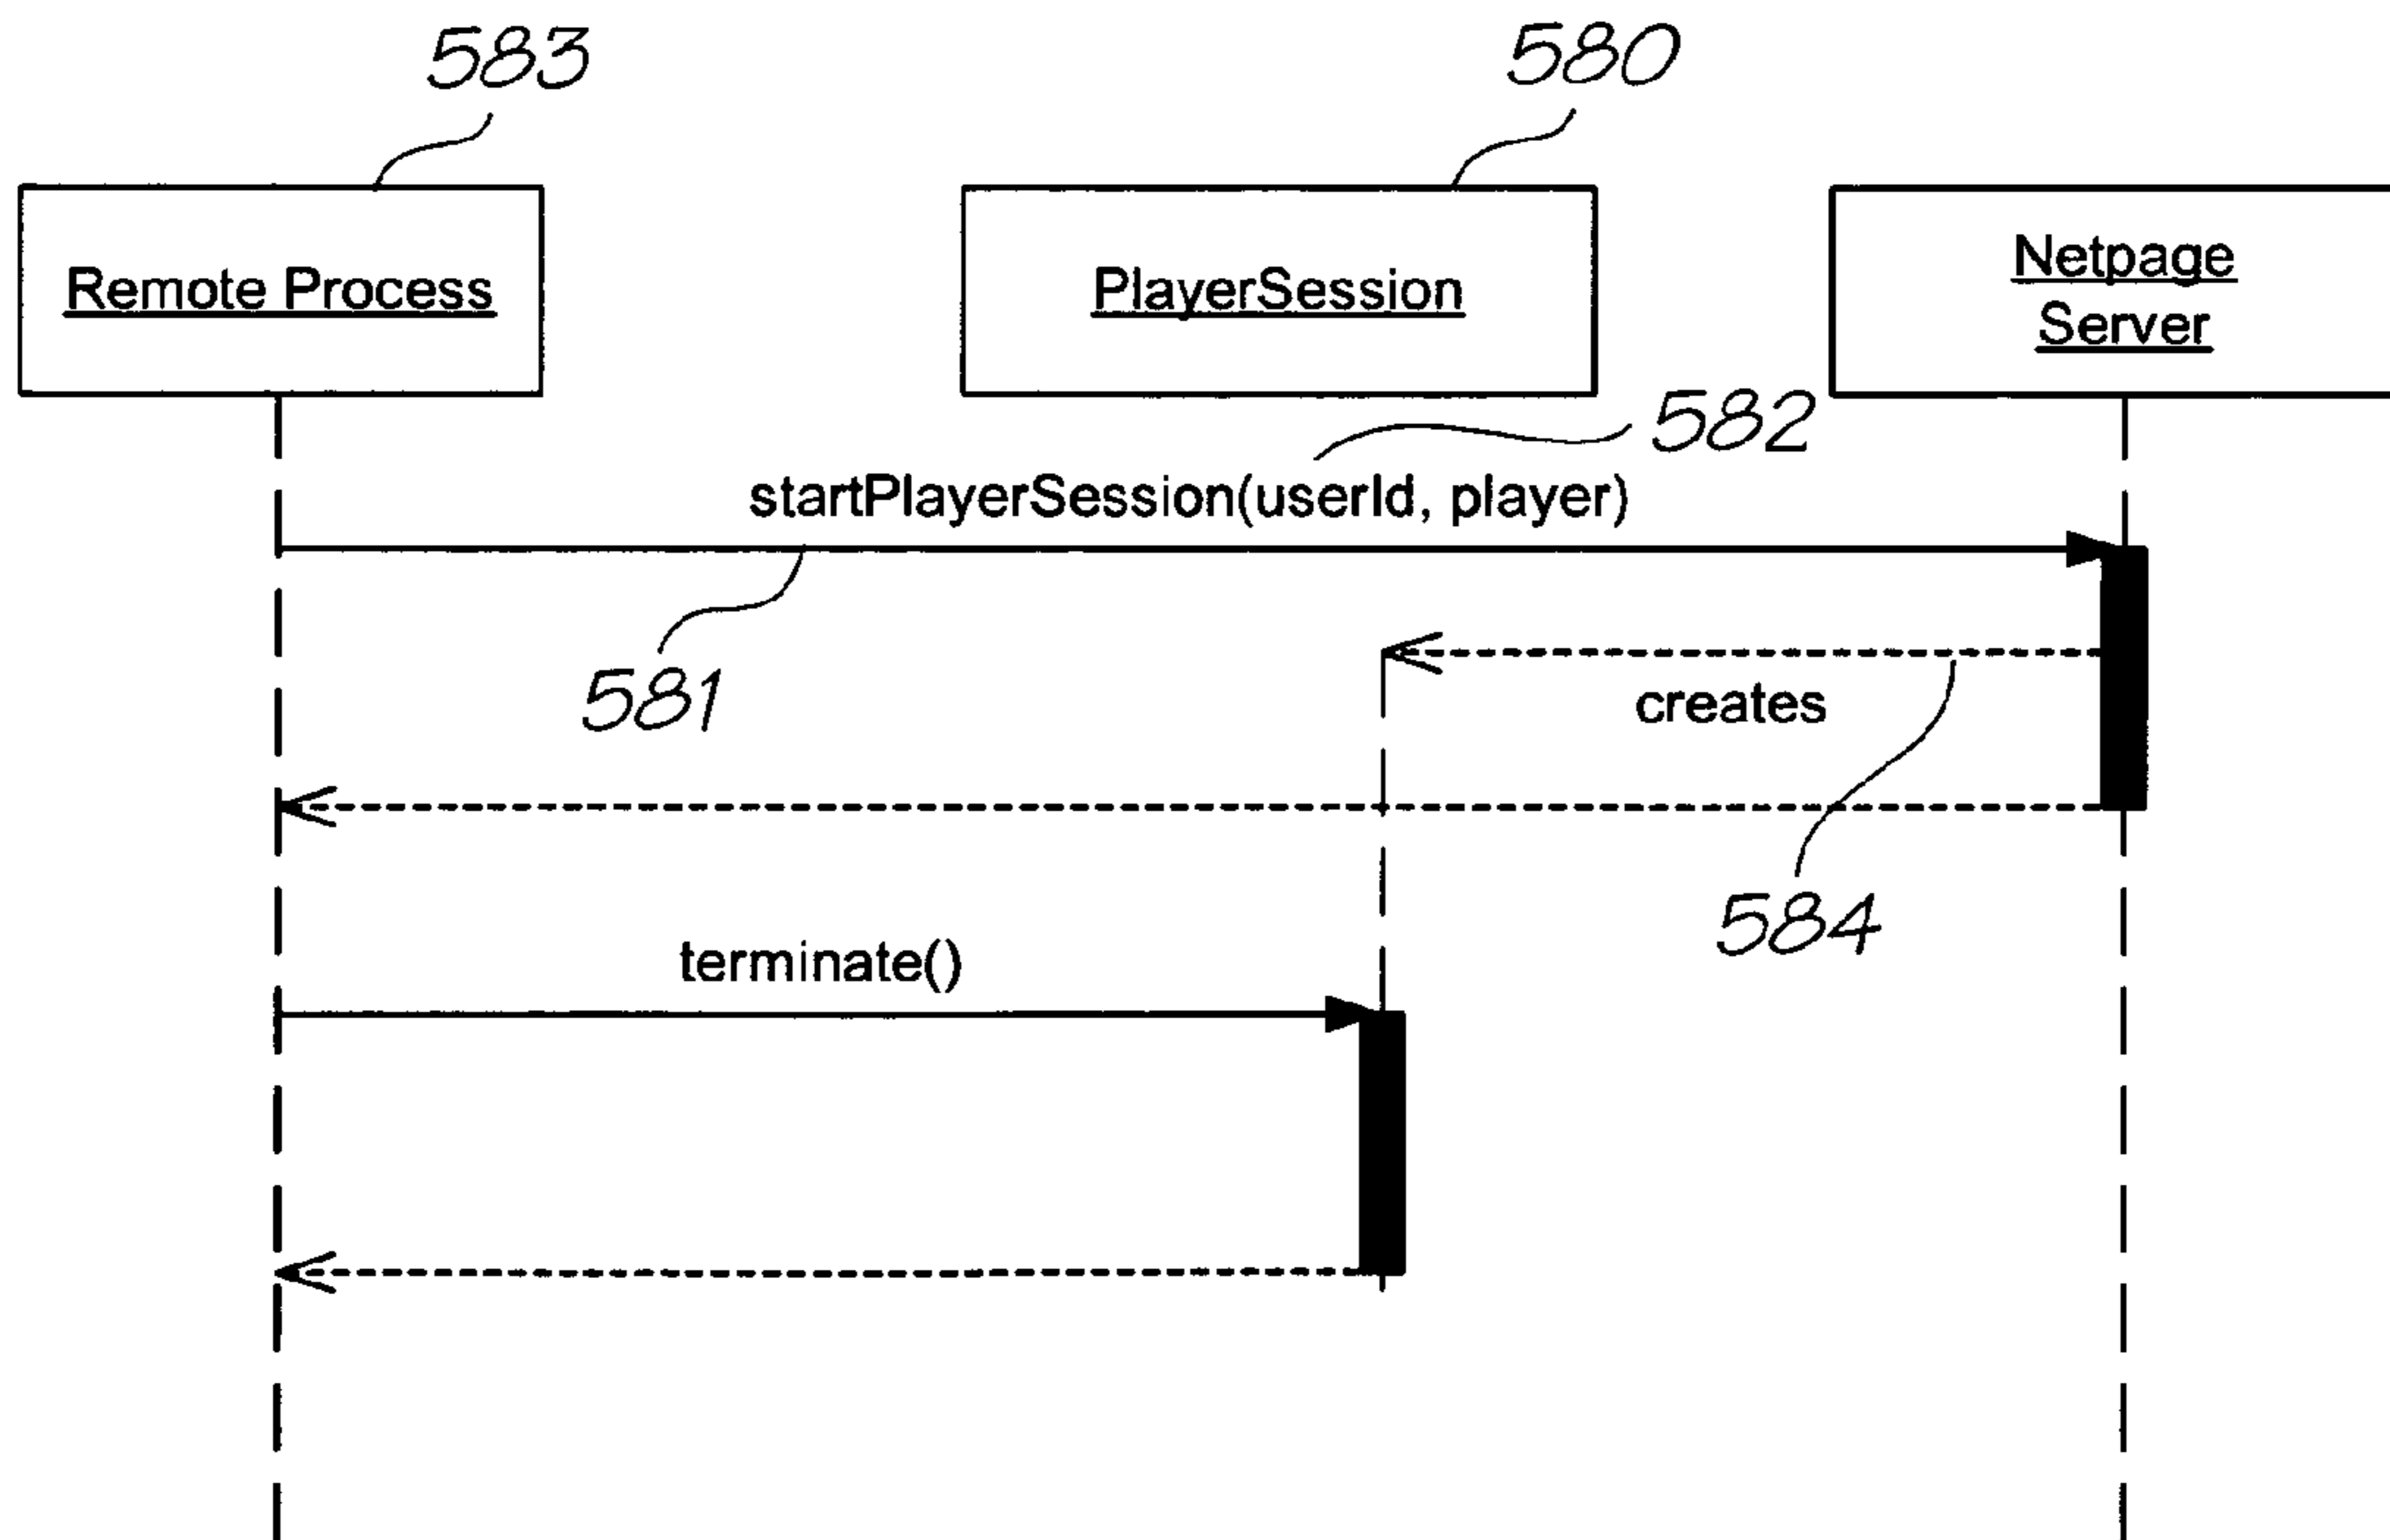 583
580
Remote Process
PlayerSession
Netpage
Server
582
startPlayerSession(userId, player)
581
creates
584
terminate()